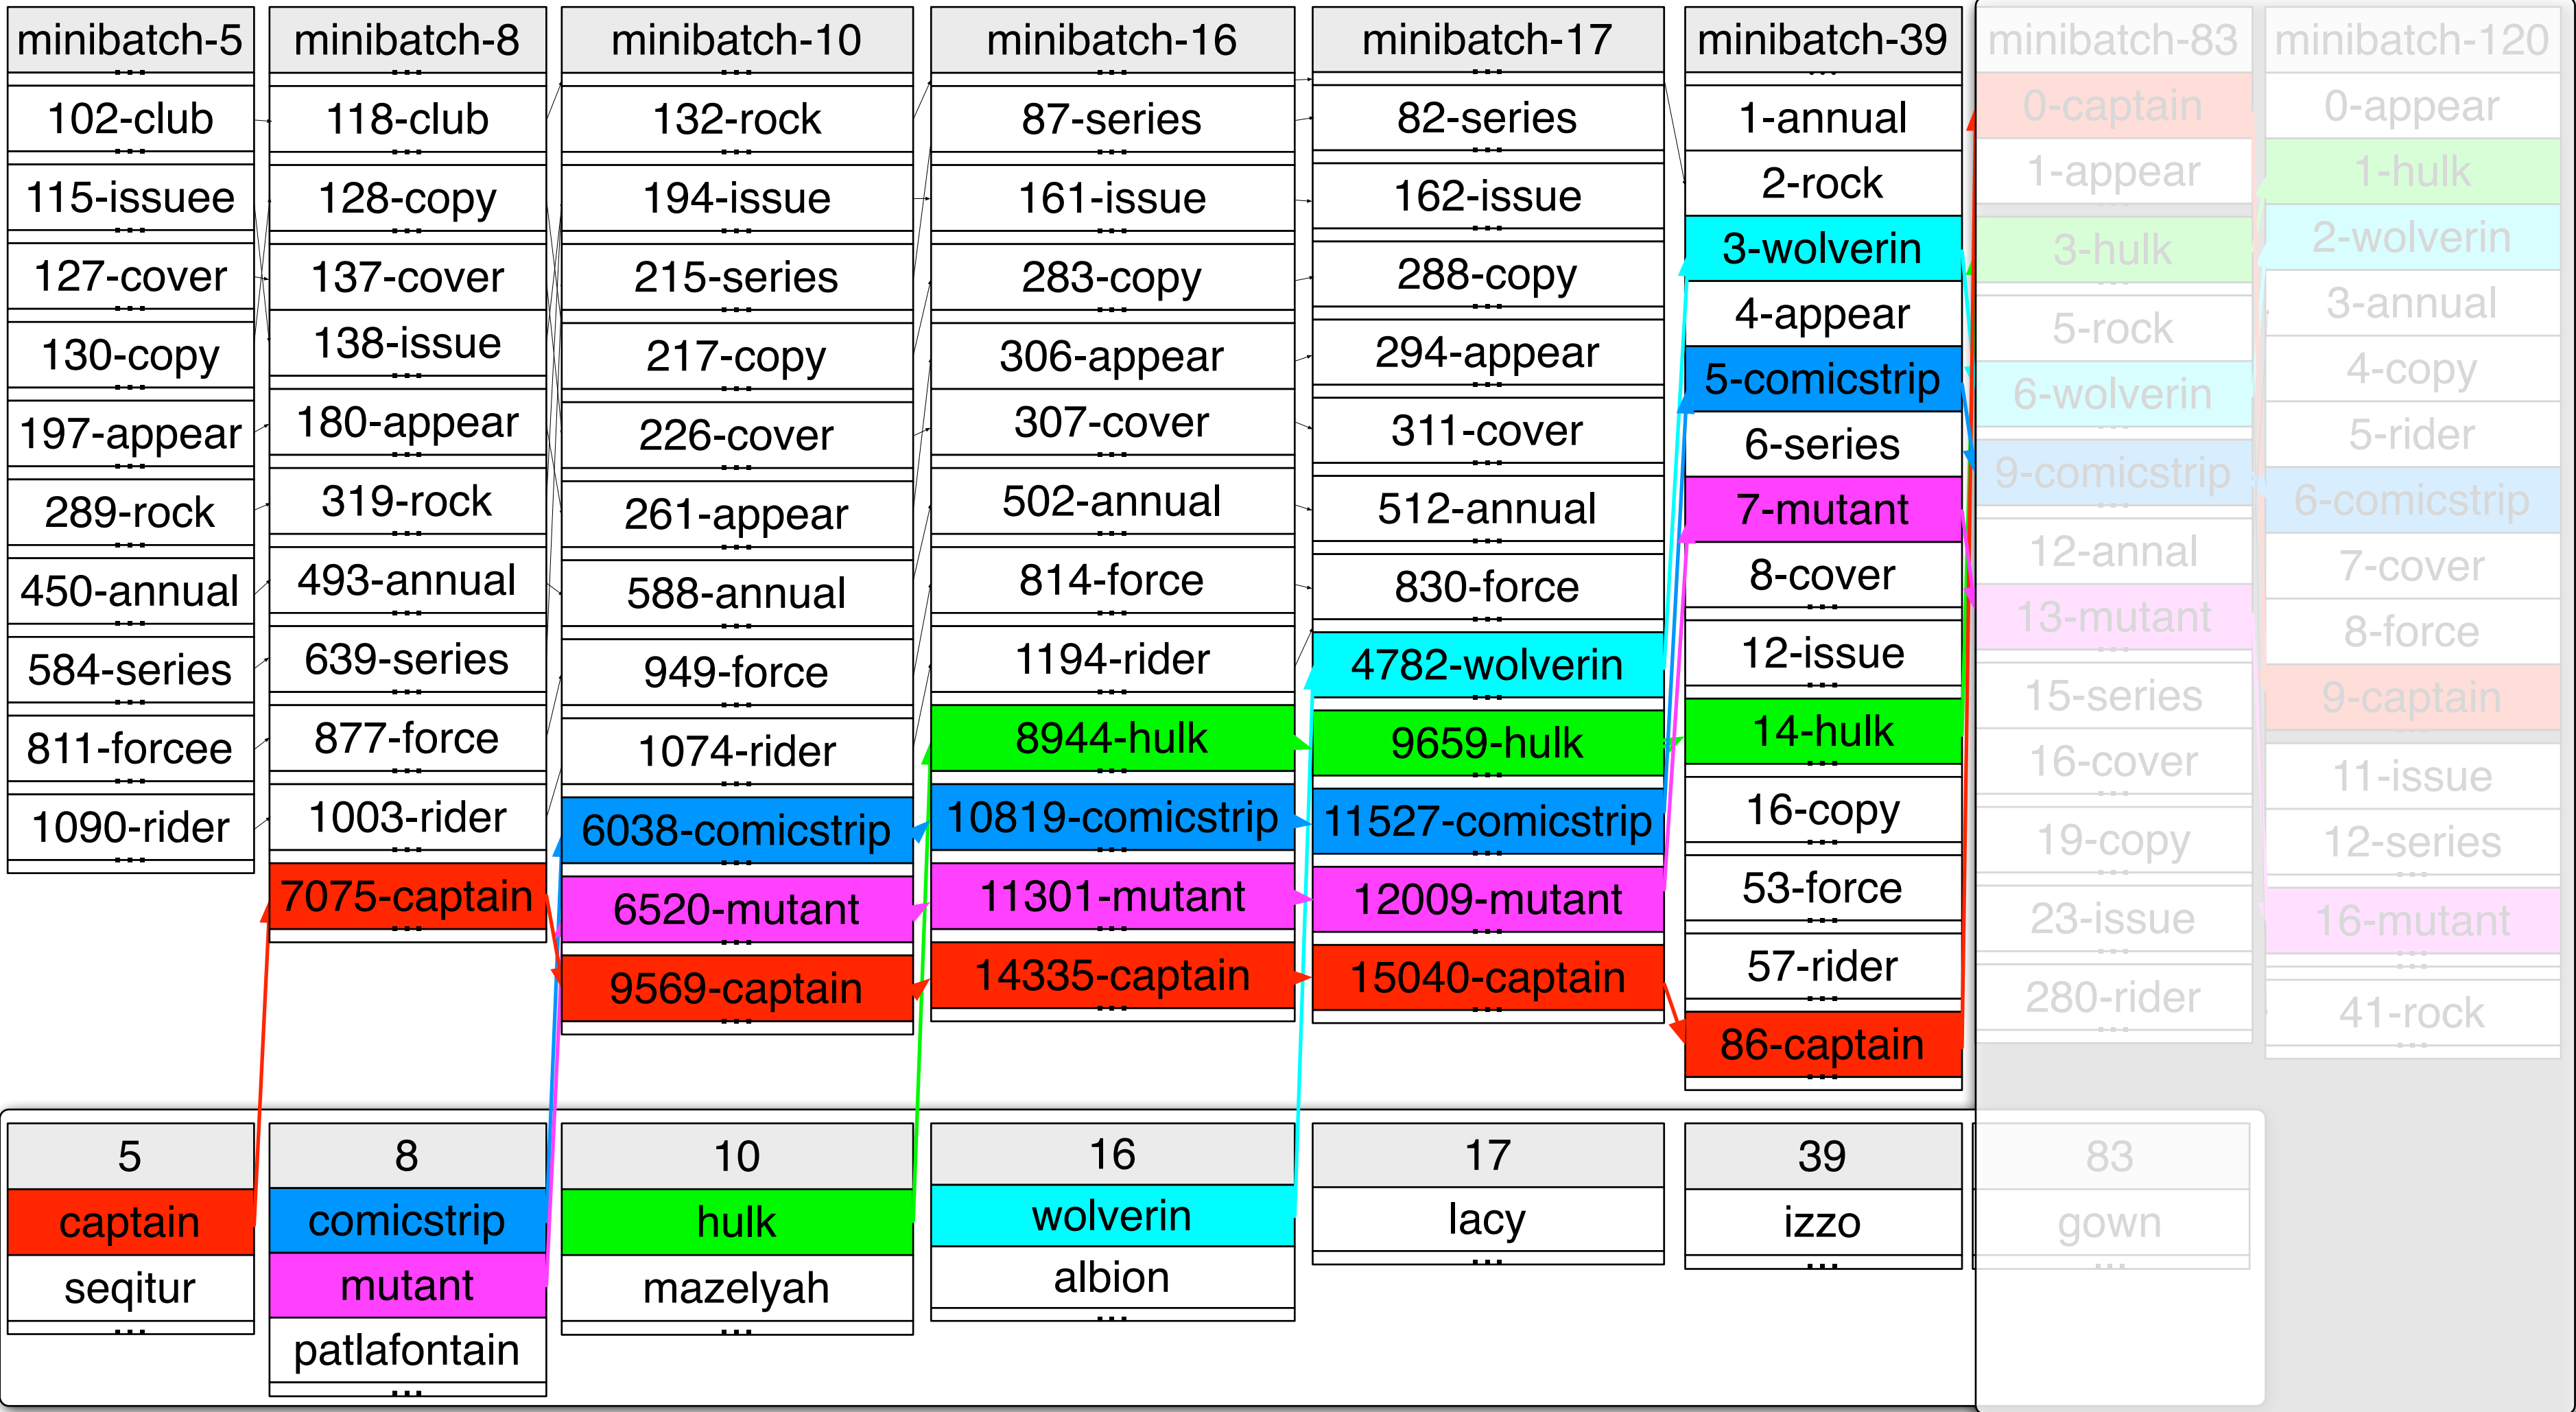 minibatch-5
...
102-club
...
115-issuee
...
127-cover
...
130-copy
...
197-appear
...
289-rock
...
450-annual
...
584-series
...
811-forcee
...
1090-rider
...
minibatch-8
...
118-club
...
128-copy
...
137-cover
138-issue
...
180-appear
...
319-rock
...
493-annual
...
639-series
...
877-force
...
1003-rider
...
7075-captain
...
minibatch-10
...
132-rock
...
194-issue
...
215-series
...
217-copy
...
226-cover
...
261-appear
...
588-annual
...
949-force
...
1074-rider
...
6038-comicstrip
...
6520-mutant
...
9569-captain
...
minibatch-16
...
87-series
...
161-issue
...
283-copy
...
306-appear
307-cover
...
502-annual
...
814-force
...
1194-rider
...
8944-hulk
...
10819-comicstrip
...
11301-mutant
...
14335-captain
...
minibatch-17
...
82-series
...
162-issue
...
288-copy
...
294-appear
...
311-cover
...
512-annual
...
830-force
...
4782-wolverin
...
9659-hulk
...
11527-comicstrip
...
12009-mutant
...
15040-captain
...
minibatch-39
...
1-annual
2-rock
3-wolverin
4-appear
5-comicstrip
6-series
7-mutant
8-cover
...
12-issue
...
14-hulk
...
16-copy
...
53-force
...
57-rider
...
86-captain
...
minibatch-83
0-captain
1-appear
...
3-hulk
...
5-rock
6-wolverin
...
9-comicstrip
...
12-annal
13-mutant
...
15-series
16-cover
...
19-copy
...
23-issue
...
280-rider
...
minibatch-120
0-appear
1-hulk
2-wolverin
3-annual
4-copy
5-rider
6-comicstrip
7-cover
8-force
9-captain
...
11-issue
12-series
...
16-mutant
...
41-rock
...
5
captain
seqitur
...
8
comicstrip
mutant
patlafontain
...
10
hulk
mazelyah
...
16
wolverin
albion
...
17
lacy
...
39
izzo
...
83
gown
...